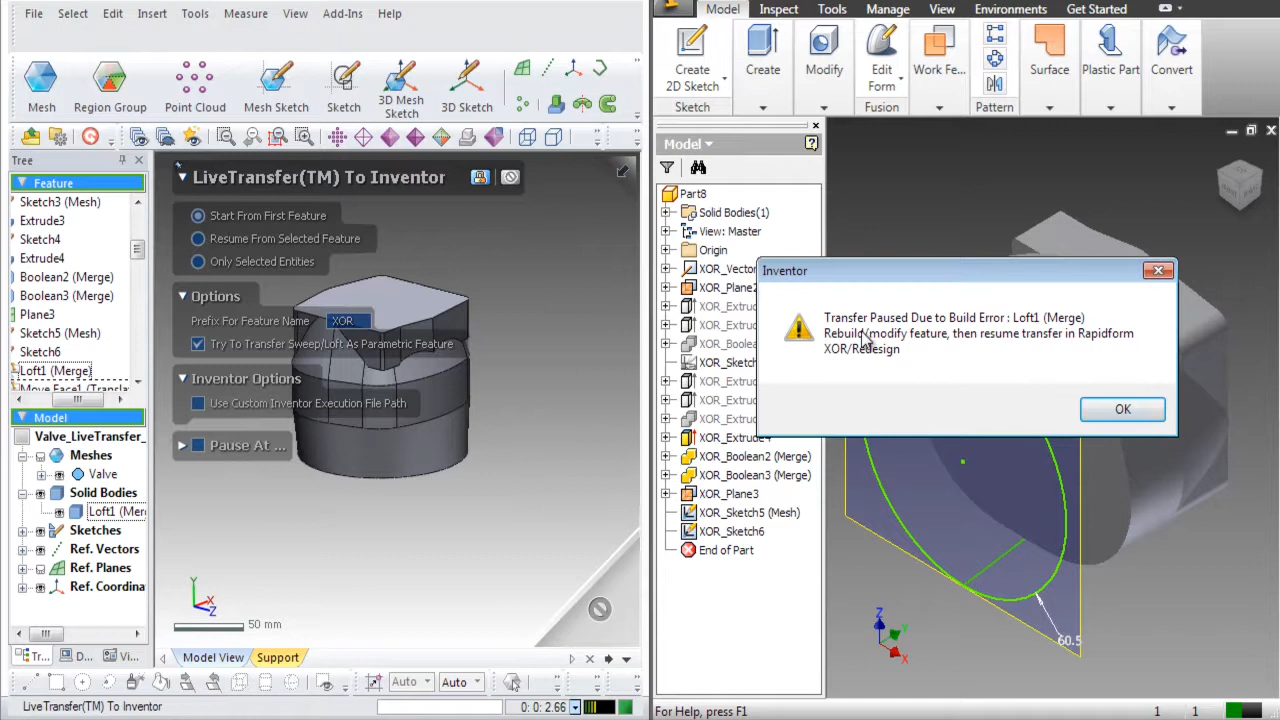 File Edit Insert Tools Measure View Add-Ins Help
Mesh
Region Group
Point Cloud
Mesh Sketch
Sketch
3D Mesh
Sketch
3D Sketch
Tree
Feature
Sketch3 (Mesh)
Extrude3
Sketch4
Extrude4
Boolean2 (Merge)
Boolean3 (Merge)
Plane3
Sketch5 (Mesh)
Sketch6
Loft1 (Merge)
Model
Valve_LiveTransfer_
Meshes
Valve
Solid Bodies
Loft1 (Mer
Sketches
Ref. Vectors
Ref. Planes
Ref. Coordina
Tr...
D...
Vi...
LiveTransfer(TM) To Inventor
Start From First Feature
Resume From Selected Feature
Only Selected Entities
Options
Prefix For Feature Name XOR
Try To Transfer Sweep/Loft As Parametric Feature
Inventor Options
Use Custom Inventor Execution File Path
Pause At ...
Y
X
Z
50 mm
Model View
Support
Auto
Auto
LiveTransfer(TM) To Inventor
0: 0: 2.66
Model Inspect Tools Manage View Environments Get Started
Create
2D Sketch
Create
Modify
Edit
Form
Work Fe...
Pattern
Surface
Plastic Part
Convert
Sketch
Fusion
Model
Part8
Solid Bodies(1)
View: Master
Origin
XOR_Vector
XOR_Plane2
XOR_Extrud
XOR_Extrud
XOR_Boole
XOR_Sketch
XOR_Extruc
XOR_Extruc
XOR_Boole
XOR_Extrude4
XOR_Boolean2 (Merge)
XOR_Boolean3 (Merge)
XOR_Plane3
XOR_Sketch5 (Mesh)
XOR_Sketch6
End of Part
Inventor
Transfer Paused Due to Build Error : Loft1 (Merge)
Rebuild/modify feature, then resume transfer in Rapidform
XOR/Redesign
OK
60.5
Z
Y
X
For Help, press F1
1 1